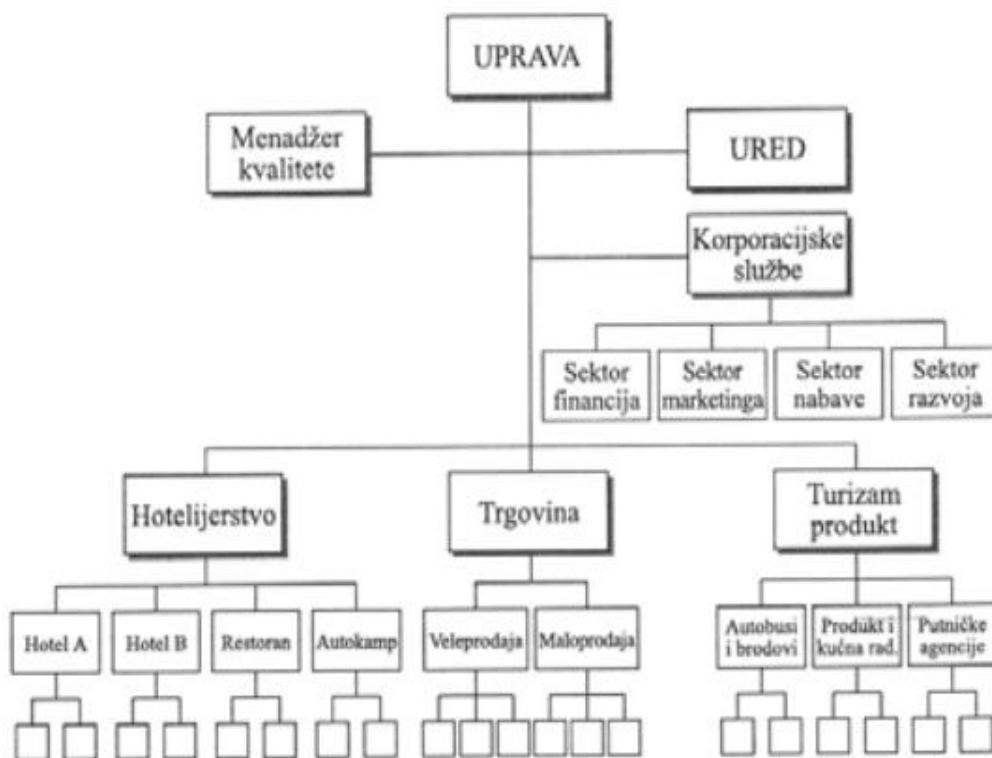 UPRAVA
Menadžer
kvalitete
URED
Korporacijske
službe
Sektor
financija
Sektor
marketinga
Sektor
nabave
Sektor
razvoja
Hotelijerstvo
Trgovina
Turizam
produkt
Hotel A
Hotel B
Restoran
Autokamp
Veleprodaja
Maloprodaja
Autobusi
i brodovi
Produkt i
kućna rad.
Putničke
agencije